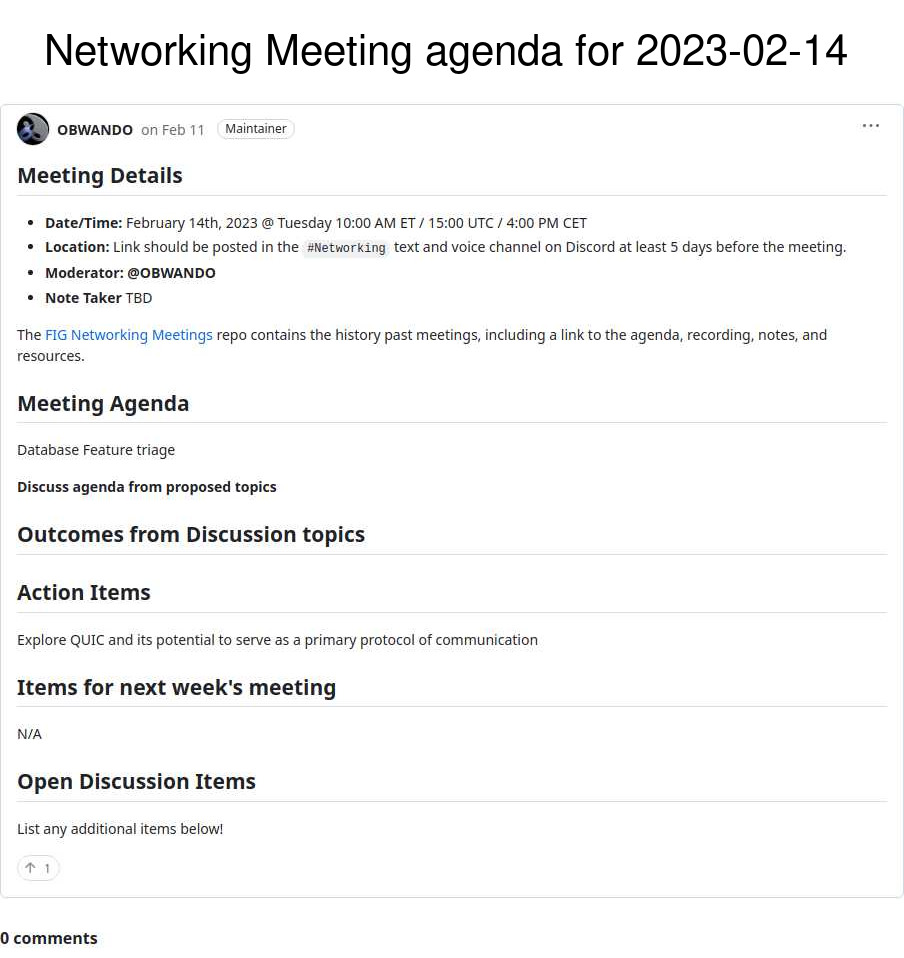 Networking Meeting agenda for 2023-02-14
OBWANDO on Feb 11 Maintainer
Meeting Details
Date/Time: February 14th, 2023 @ Tuesday 10:00 AM ET / 15:00 UTC / 4:00 PM CET
Location: Link should be posted in the #Networking text and voice channel on Discord at least 5 days before the meeting.
Moderator: @OBWANDO
Note Taker TBD
The FIG Networking Meetings repo contains the history past meetings, including a link to the agenda, recording, notes, and
resources.
Meeting Agenda
Database Feature triage
Discuss agenda from proposed topics
Outcomes from Discussion topics
Action Items
Explore QUIC and its potential to serve as a primary protocol of communication
Items for next week's meeting
N/A
Open Discussion Items
List any additional items below!
1
0 comments